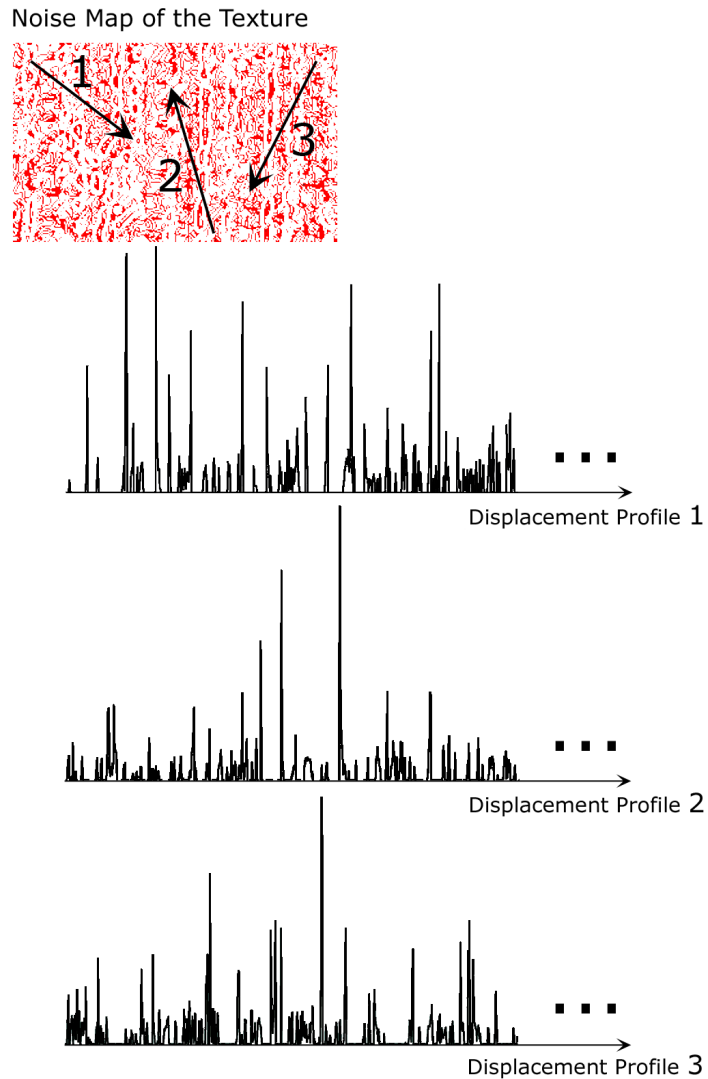 Noise Map of the Texture
1
2
3
Displacement Profile 1
Displacement Profile 2
Displacement Profile 3